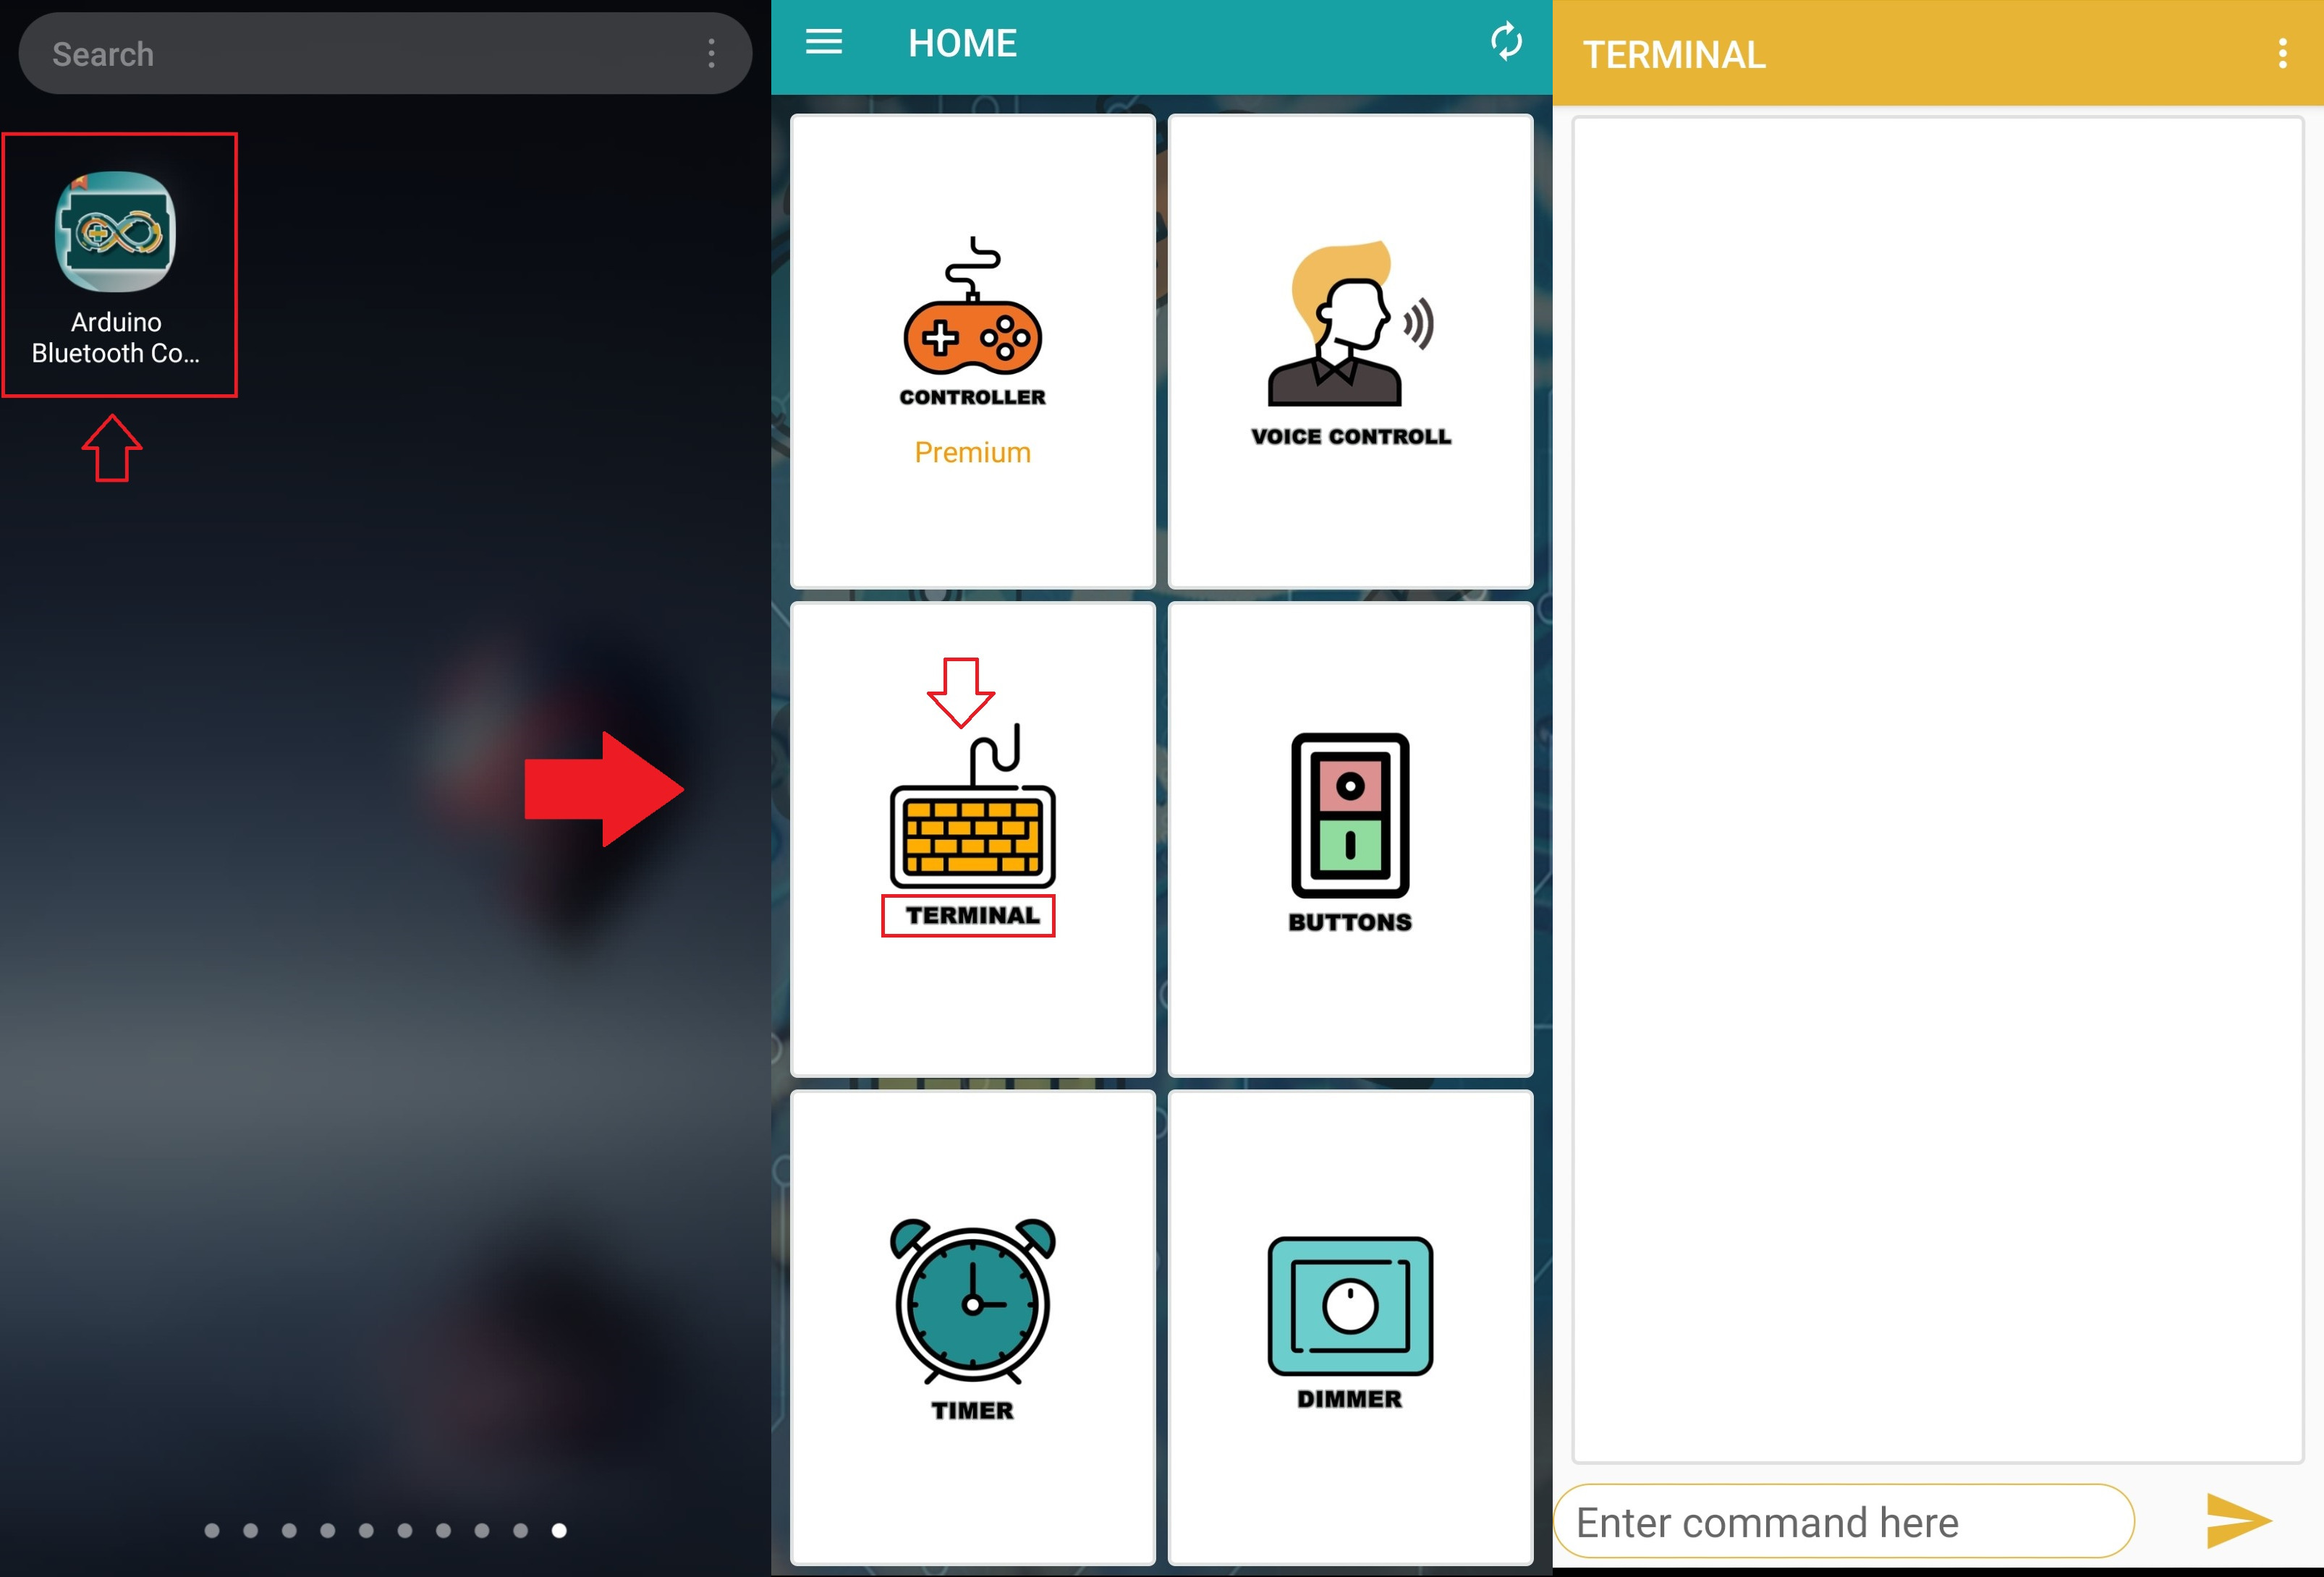 Search
Arduino
Bluetooth Co...
HOME
CONTROLLER
Premium
VOICE CONTROLL
TERMINAL
BUTTONS
TIMER
DIMMER
TERMINAL
Enter command here